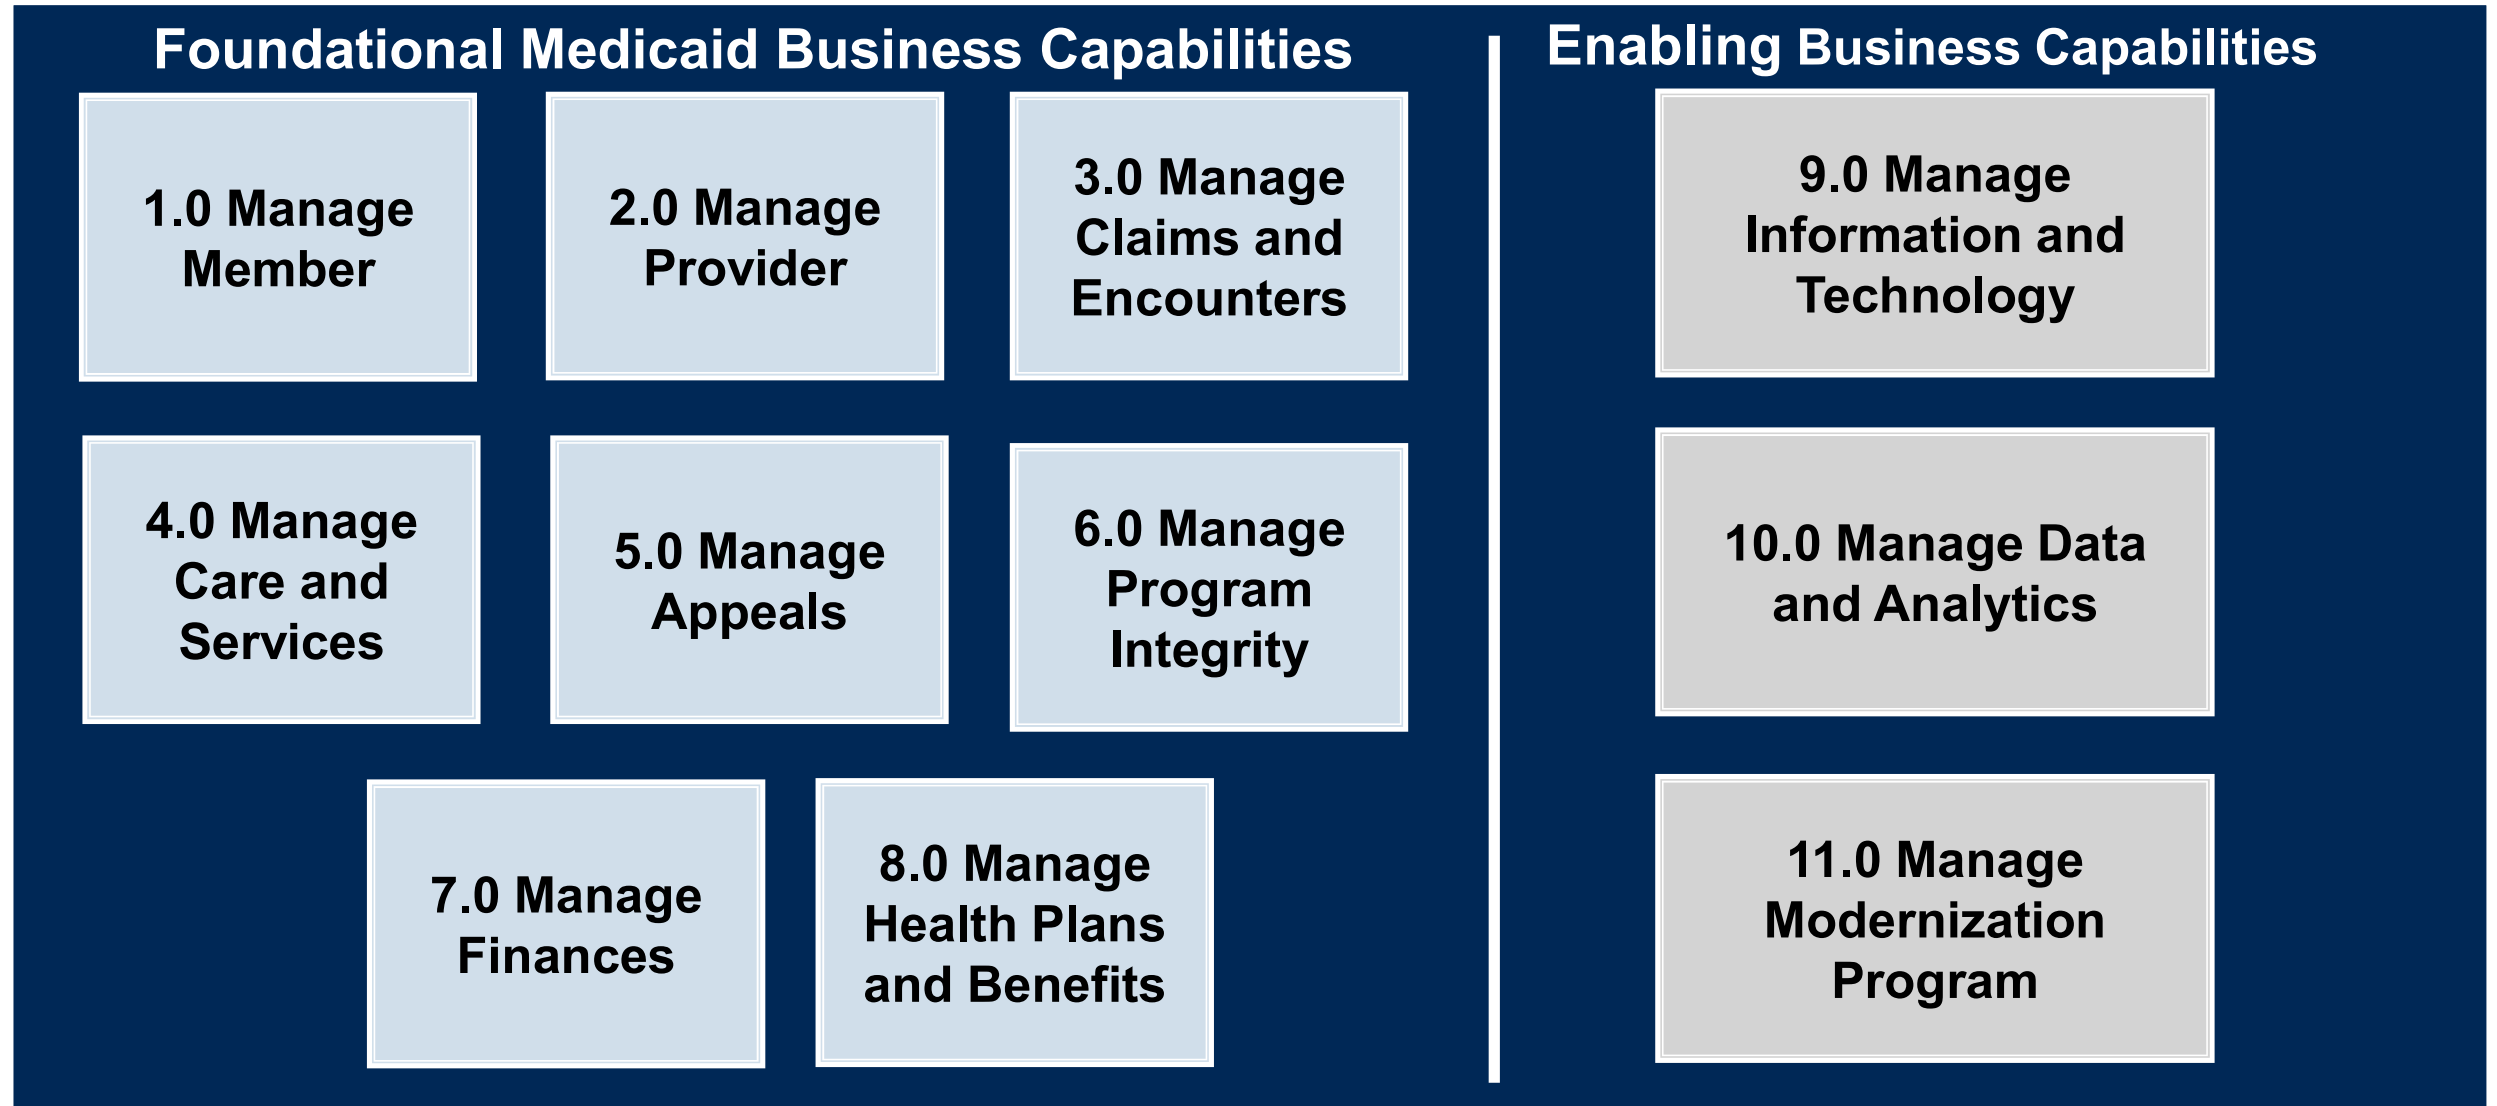 Foundational Medicaid Business Capabilities
Enabling Business Capabilities
1.0 Manage
Member
2.0 Manage
Provider
3.0 Manage
Claims and
Encounters
4.0 Manage
Care and
Services
5.0 Manage
Appeals
6.0 Manage
Program
Integrity
7.0 Manage
Finances
8.0 Manage
Health Plans
and Benefits
9.0 Manage
Information and
Technology
10.0 Manage Data
and Analytics
11.0 Manage
Modernization
Program